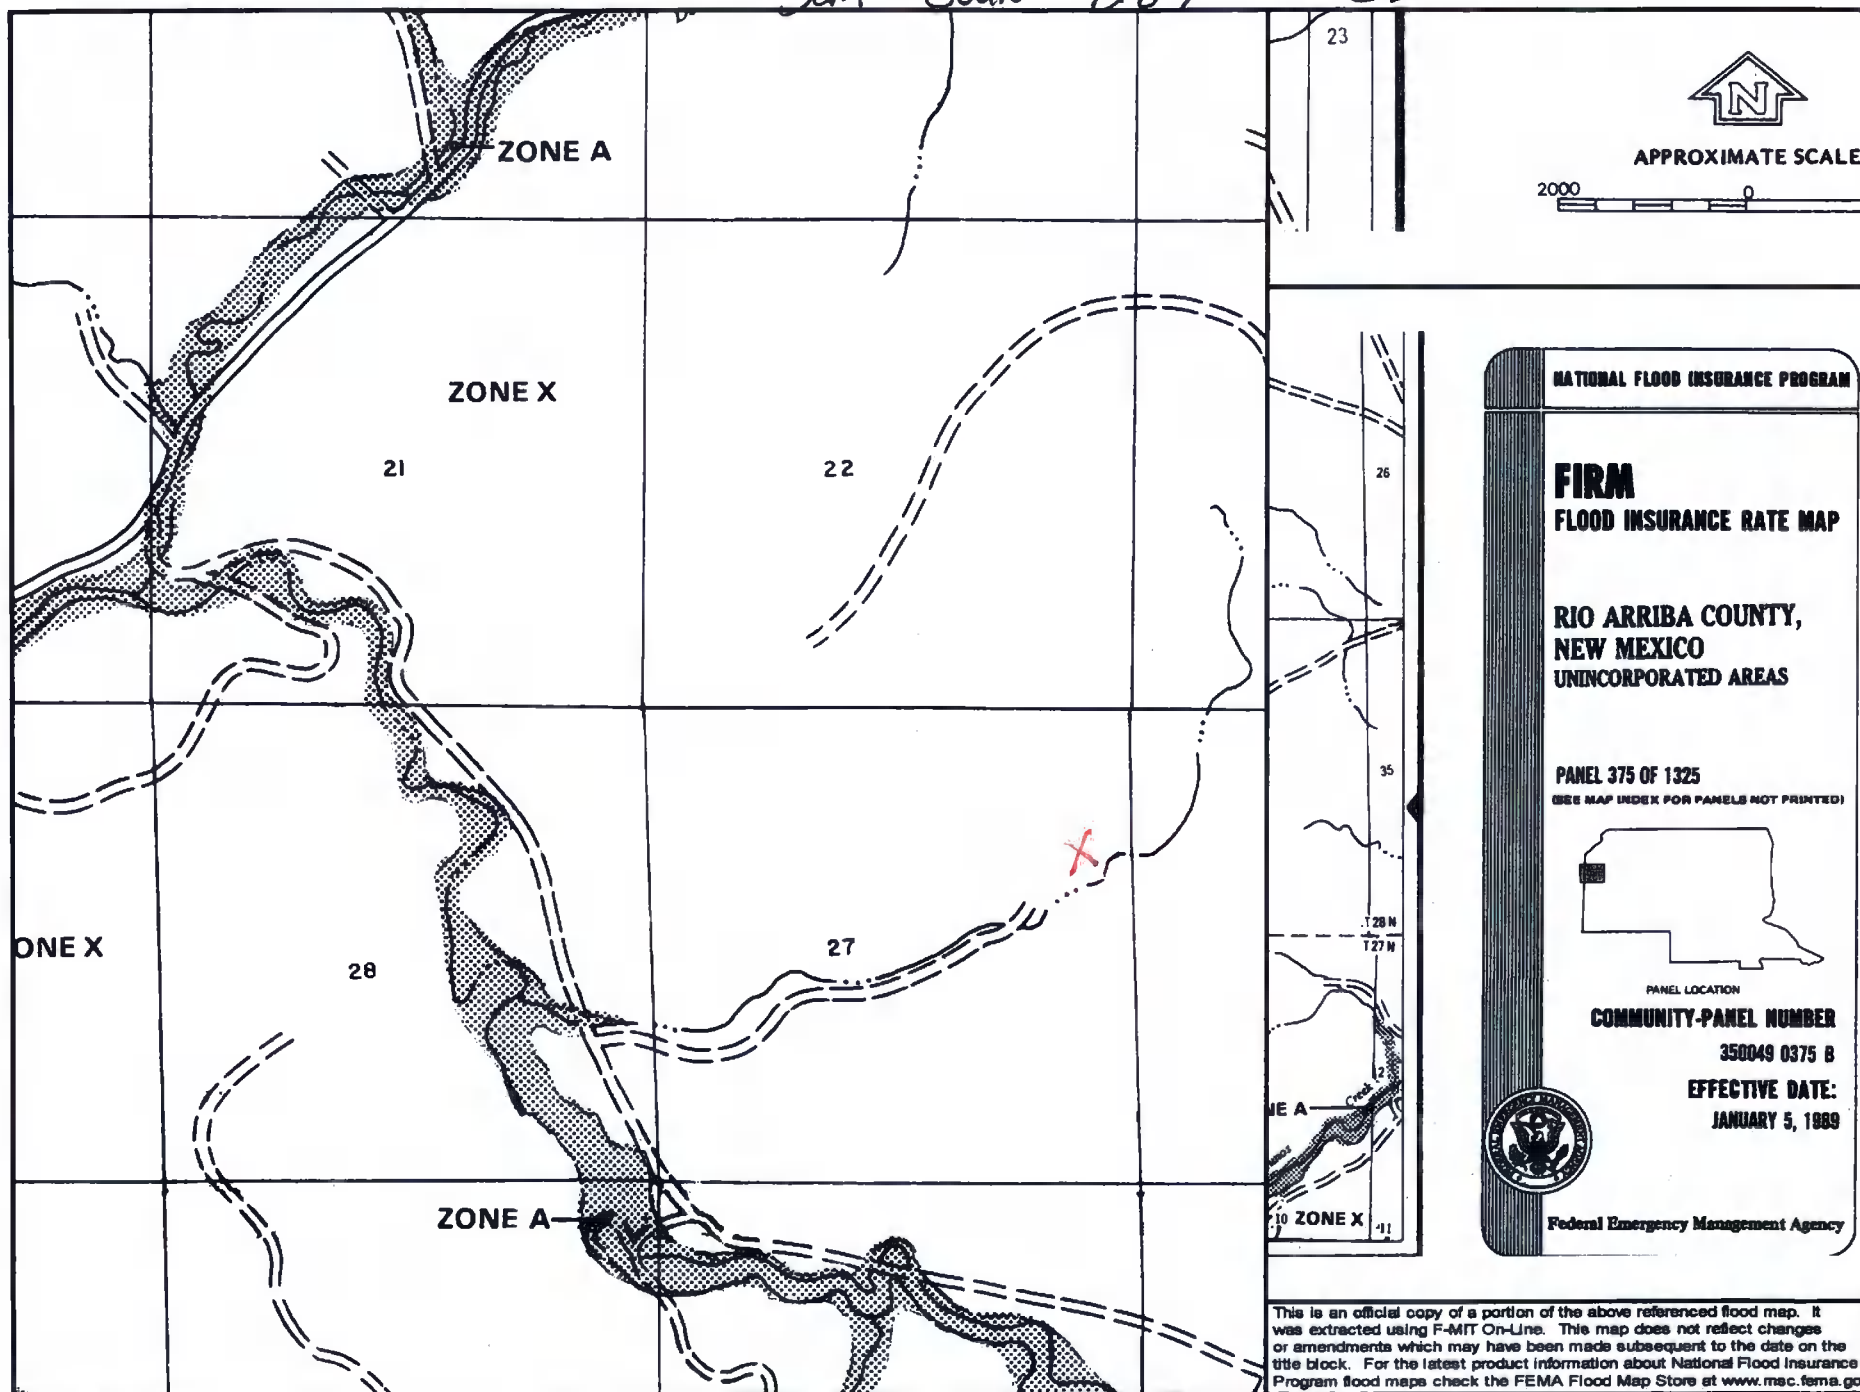 23
N
APPROXIMATE SCALE
2000 0
ZONE A
ZONE X
21
22
ONE X
28
27
X
ZONE A
26
35
T28N
T27N
Creek
2
NE A
10 ZONE X 11
NATIONAL FLOOD INSURANCE PROGRAM
FIRM
FLOOD INSURANCE RATE MAP
RIO ARRIBA COUNTY,
NEW MEXICO
UNINCORPORATED AREAS
PANEL 375 OF 1325
(SEE MAP INDEX FOR PANELS NOT PRINTED)
PANEL LOCATION
COMMUNITY-PANEL NUMBER
350049 0375 B
EFFECTIVE DATE:
JANUARY 5, 1989
Federal Emergency Management Agency
This is an official copy of a portion of the above referenced flood map. It
was extracted using F-MIT On-Line. This map does not reflect changes
or amendments which may have been made subsequent to the date on the
title block. For the latest product information about National Flood Insurance
Program flood maps check the FEMA Flood Map Store at www.msc.fema.go